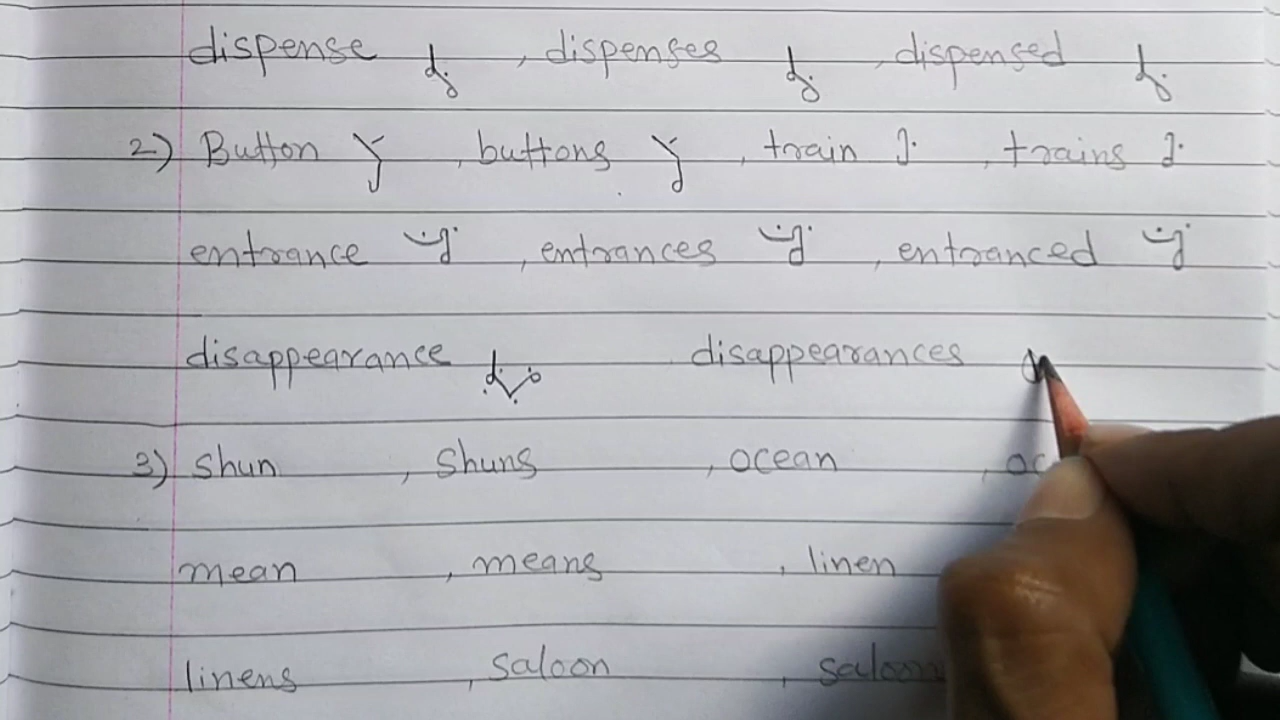 dispense , dispenses , dispensed
2) Button , buttons , train , trains
entrance , entrances , entranced
disappearance disappearances
3) shun , shuns , ocean ,
mean , means , linen
linens , saloon ,